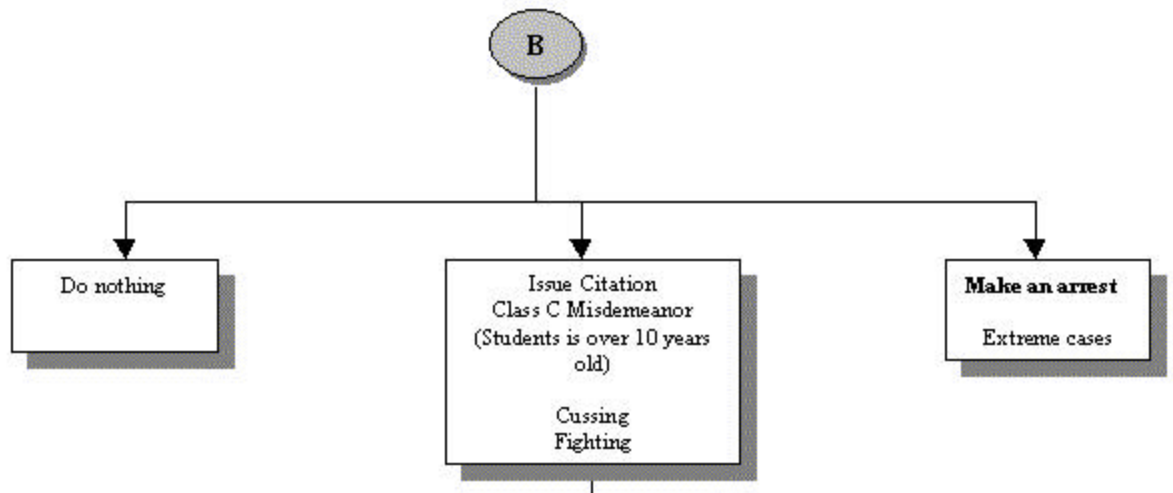 B
Do nothing
Issue Citation
Class C Misdemeanor
(Students is over 10 years
old)
Cussing
Fighting
Make an arrest
Extreme cases